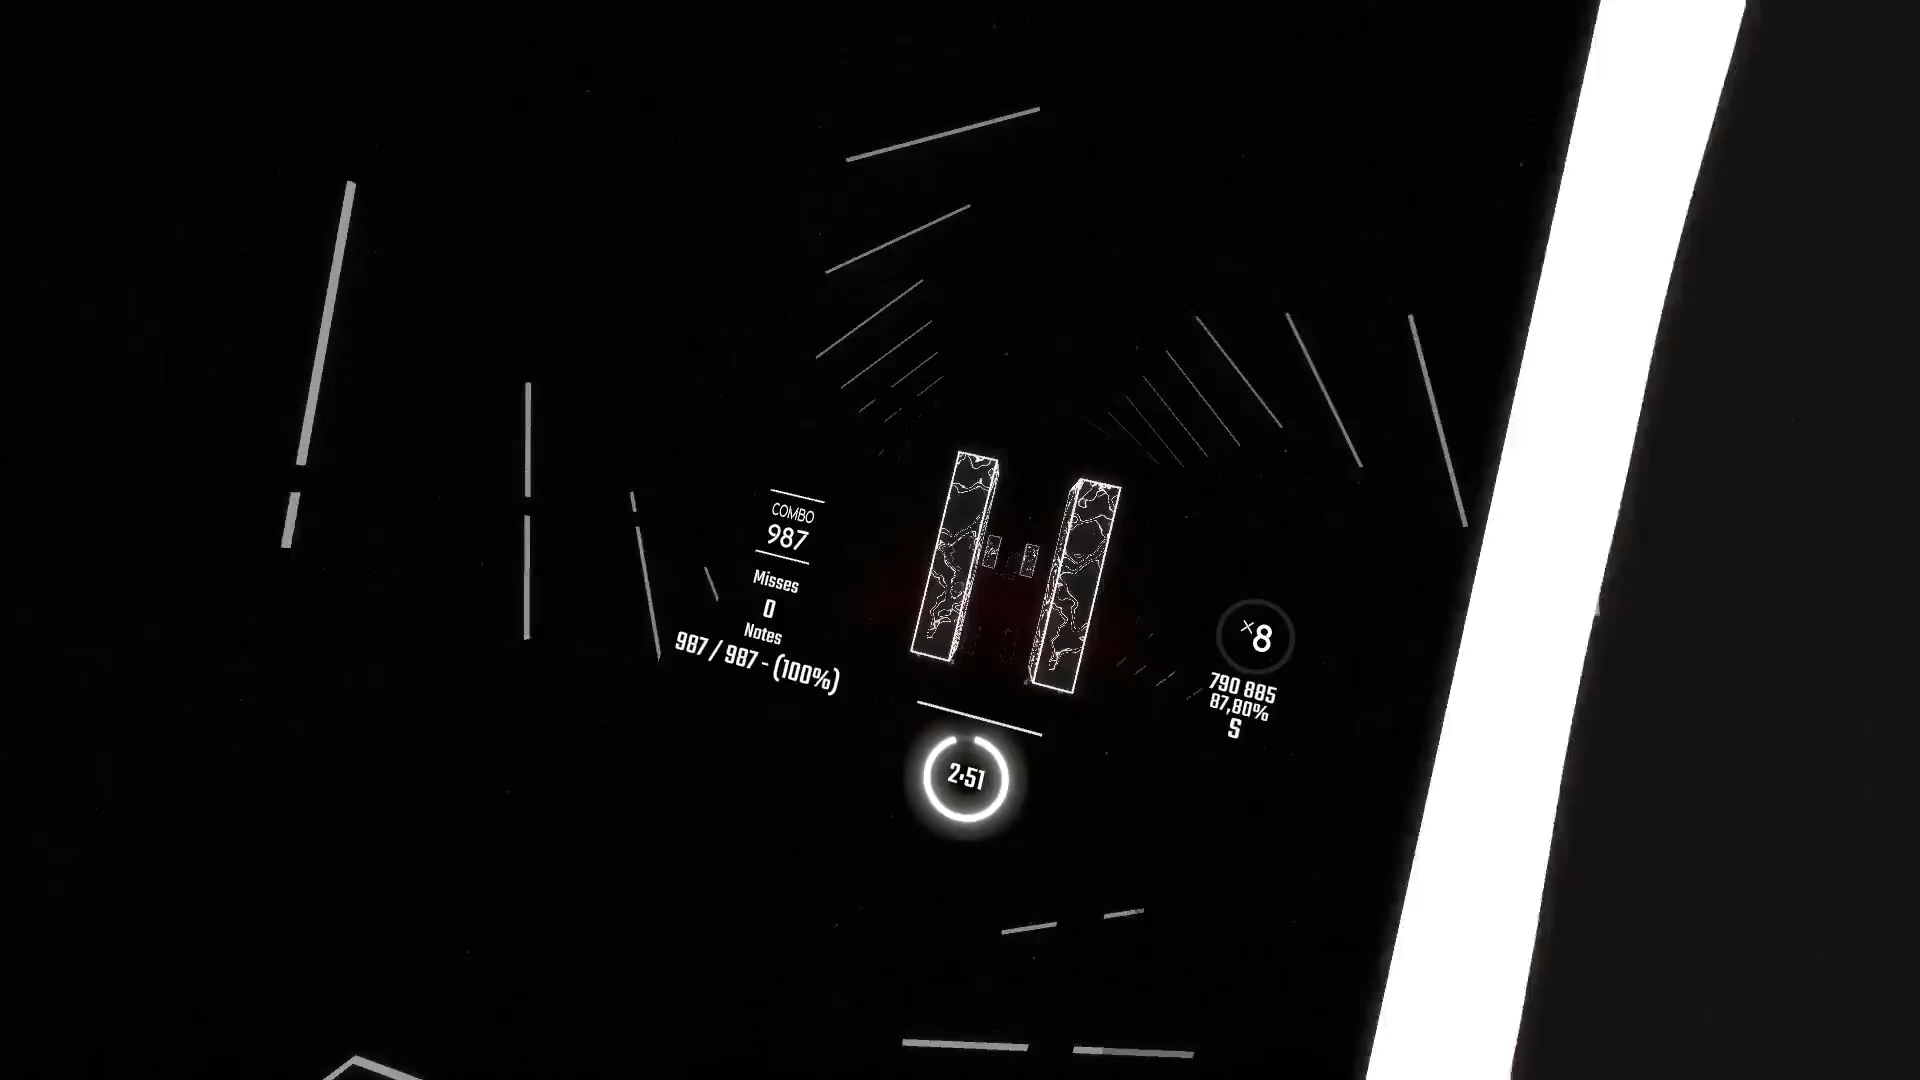 COMBO
987
Misses
0
Notes
987 / 987 - (100%)
×8
790 885
87,80%
S
2:51